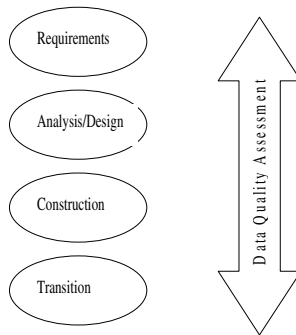 Requirements
Analysis/Design
Construction
Transition
Data Quality Assessment